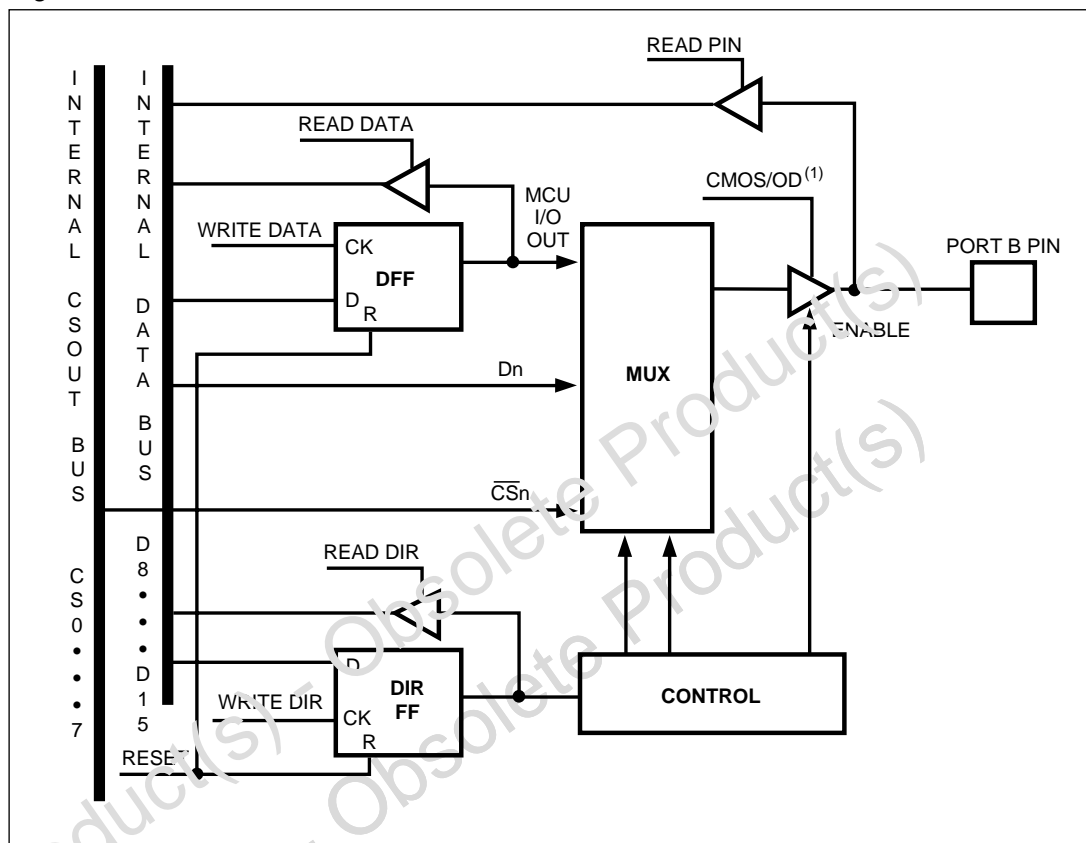 READ PIN
READ DATA
CMOS/OD(1)
MCU
I/O
OUT
WRITE DATA
CK
DFF
D
R
PORT B PIN
ENABLE
Dn
MUX
CSn
READ DIR
D
DIR
FF
WRITE DIR
CK
R
CONTROL
RESET
INTERNAL CSOUT BUS CS0 • • • 7
INTERNAL DATA BUS D8 • • • D15
duct(s) - Obsolete Product(s)
Obsolete Product(s)